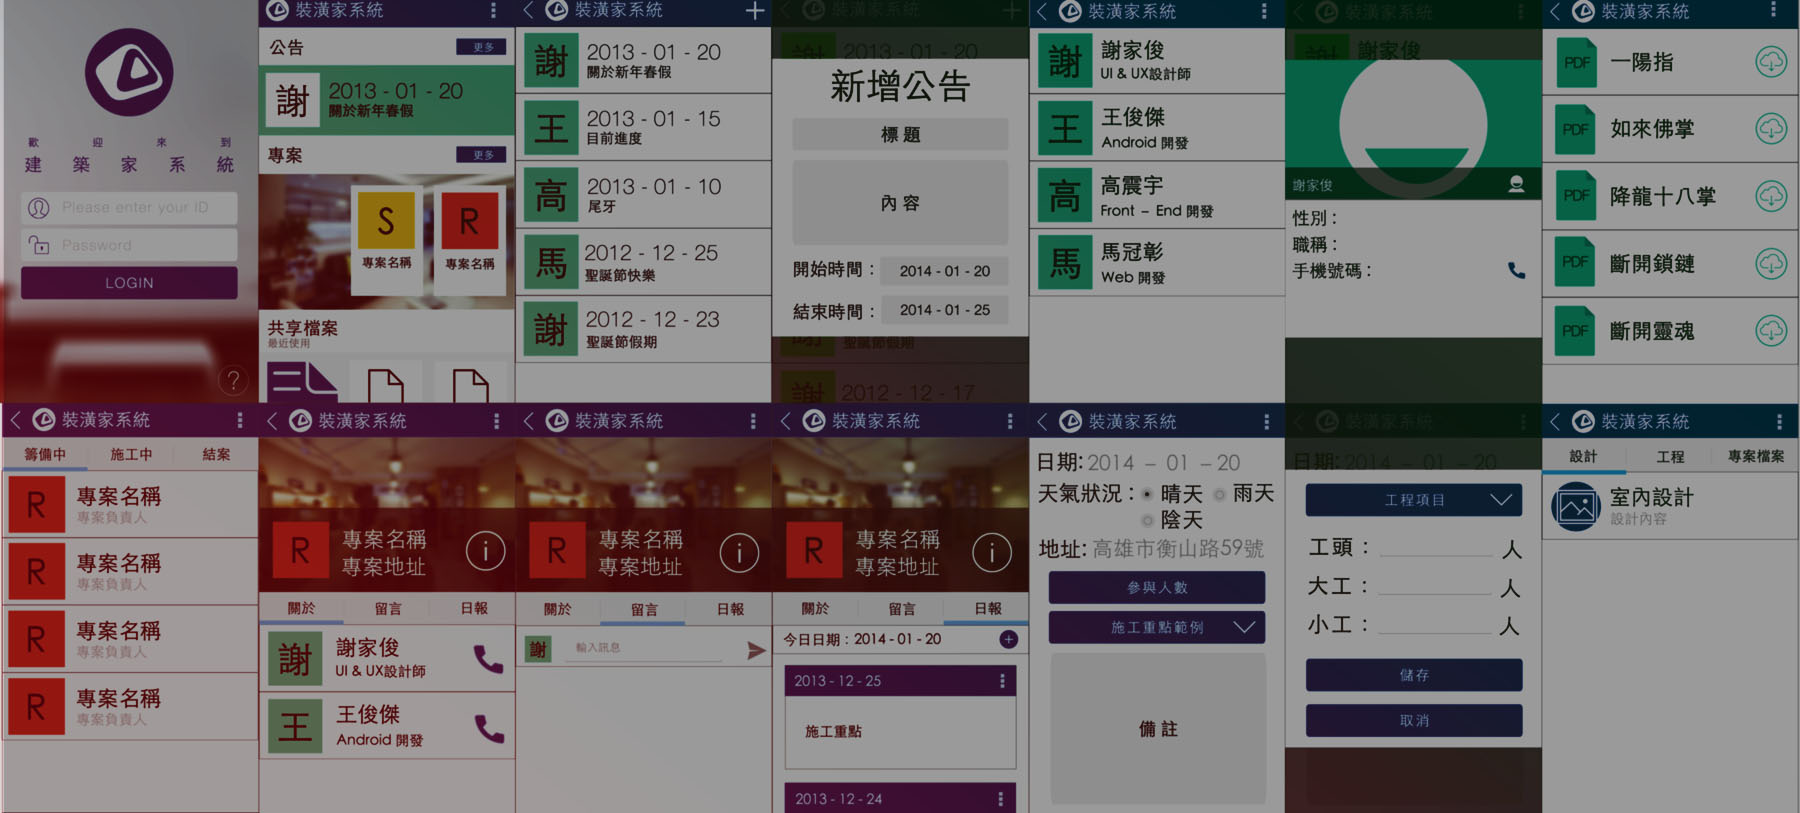 歡迎來到
建築家系統
Please enter your ID
Password
LOGIN
?
裝潢家系統
公告
更多
謝
2013 - 01 - 20
關於新年春假
專案
更多
S
專案名稱
R
專案名稱
共享檔案
最近使用
裝潢家系統
謝
2013 - 01 - 20
關於新年春假
王
2013 - 01 - 15
目前進度
高
2013 - 01 - 10
尾牙
馬
2012 - 12 - 25
聖誕節快樂
謝
2012 - 12 - 23
聖誕節假期
裝潢家系統
謝
2013 - 01 - 20
新增公告
標題
內容
開始時間：
2014 - 01 - 20
結束時間：
2014 - 01 - 25
聖誕節假期
謝
2012 - 12 - 17
裝潢家系統
謝
謝家俊
UI & UX設計師
王
王俊傑
Android 開發
高
高震宇
Front - End 開發
馬
馬冠彰
Web 開發
裝潢家系統
謝
謝家俊
謝家俊
性別：
職稱：
手機號碼：
裝潢家系統
PDF
一陽指
PDF
如來佛掌
PDF
降龍十八掌
PDF
斷開鎖鏈
PDF
斷開靈魂
裝潢家系統
籌備中 施工中 結案
R
專案名稱
專案負責人
R
專案名稱
專案負責人
R
專案名稱
專案負責人
R
專案名稱
專案負責人
裝潢家系統
R
專案名稱
專案地址
i
關於 留言 日報
謝
謝家俊
UI & UX設計師
王
王俊傑
Android 開發
裝潢家系統
R
專案名稱
專案地址
i
關於 留言 日報
謝
輸入訊息
裝潢家系統
R
專案名稱
專案地址
i
關於 留言 日報
今日日期：2014 - 01 - 20
2013 - 12 - 25
施工重點
2013 - 12 - 24
裝潢家系統
日期: 2014 - 01 - 20
天氣狀況： 晴天 雨天
陰天
地址: 高雄市衡山路59號
參與人數
施工重點範例
備註
裝潢家系統
日期: 2014 - 01 - 20
工程項目
工頭： 人
大工： 人
小工： 人
儲存
取消
裝潢家系統
設計 工程 專案檔案
室內設計
設計內容